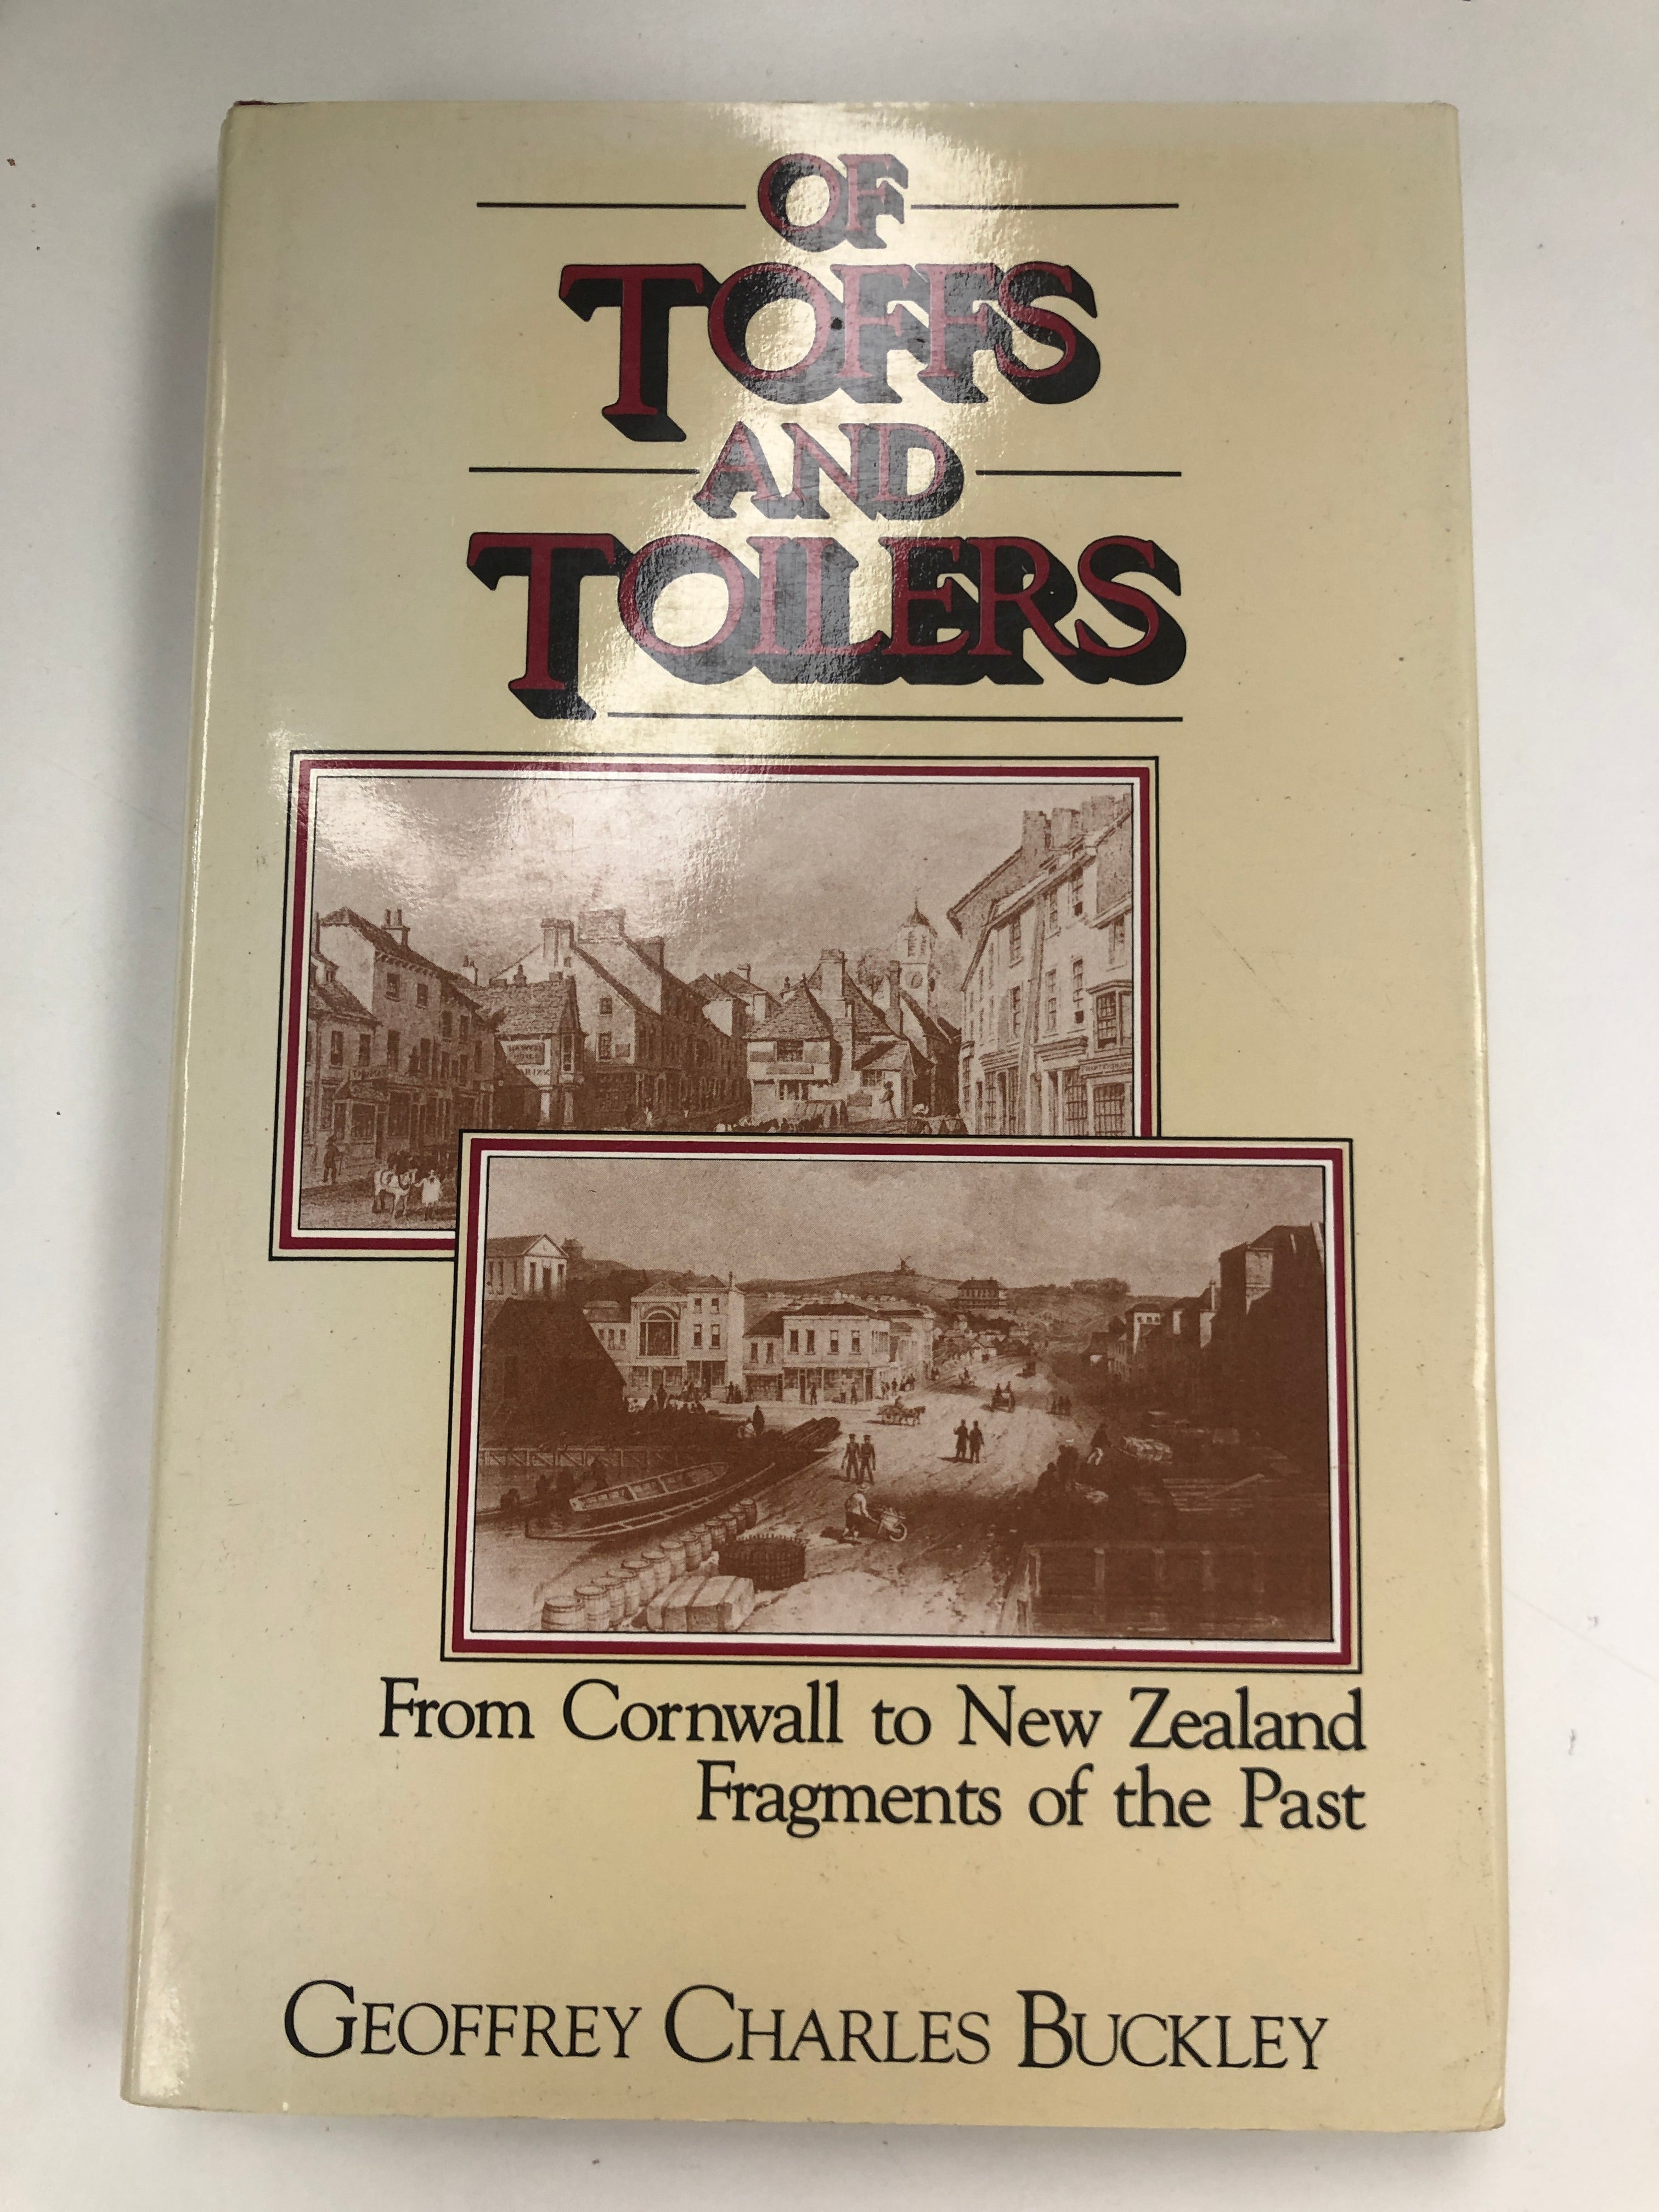 OF
TOFFS
AND
TOILERS
From Cornwall to New Zealand
Fragments of the Past
GEOFFREY CHARLES BUCKLEY